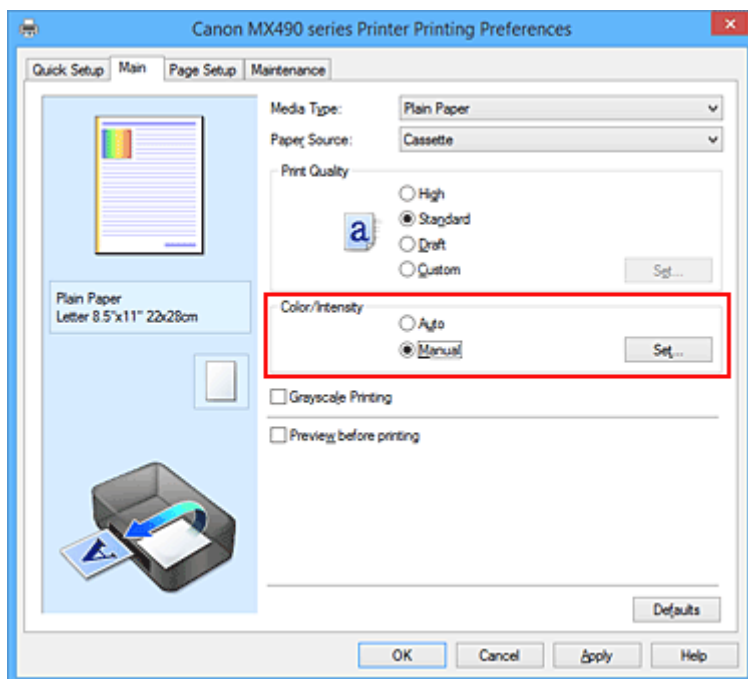 Canon MX490 series Printer Printing Preferences
Quick Setup Main Page Setup Maintenance
Media Type: Plain Paper
Paper Source: Cassette
Print Quality
High
Standard
Draft
Custom Set...
a
Plain Paper
Letter 8.5"x11" 22x28cm
Color/Intensity
Auto
Manual Set...
Grayscale Printing
Preview before printing
A
Defaults
OK Cancel Apply Help